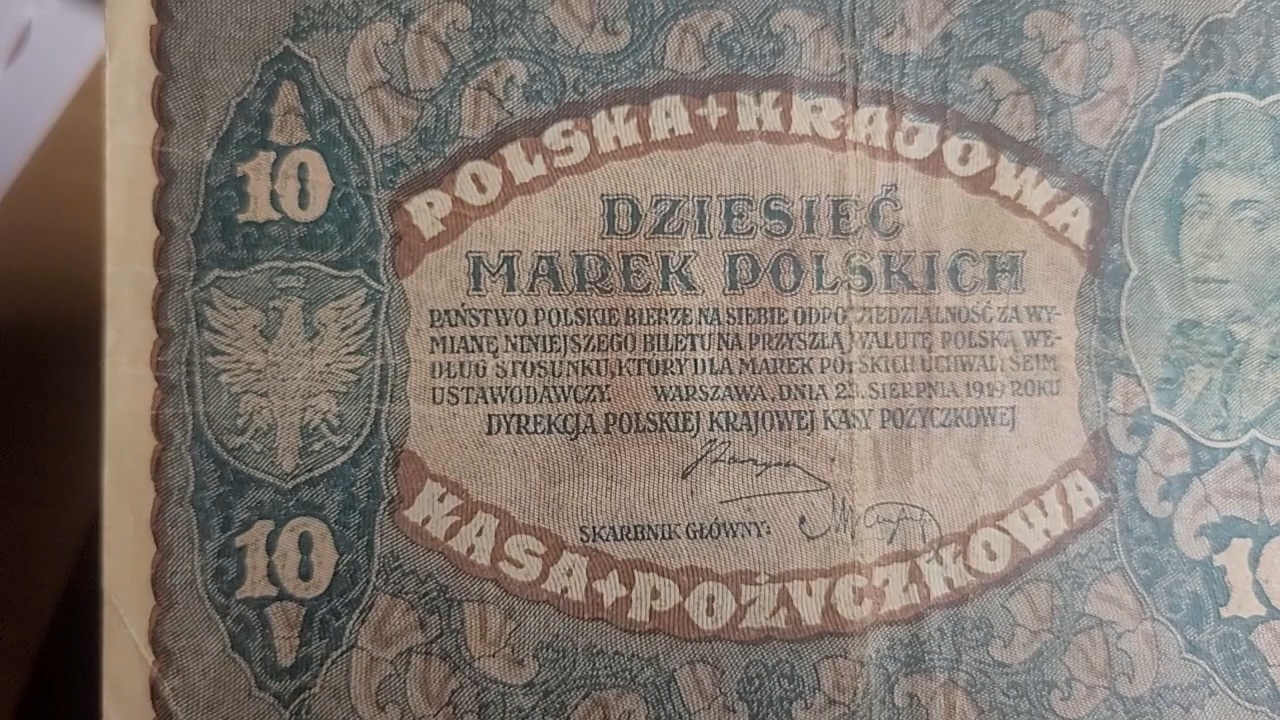 10
POLSKA + KRAJOWA
DZIESIĘĆ
MAREK POLSKICH
PAŃSTWO POLSKIE BIERZE NA SIEBIE ODPOWIEDZIALNOŚĆ ZA WY-
MIANĘ NINIEJSZEGO BILETU NA PRZYSZŁĄ WALUTĘ POLSKĄ WE-
DŁUG STOSUNKU, KTÓRY DLA MAREK POLSKICH UCHWALI SEJM
USTAWODAWCZY. WARSZAWA, DNIA 23. SIERPNIA 1919 ROKU
DYREKCJA POLSKIEJ KRAJOWEJ KASY POŻYCZKOWEJ
SKARBNIK GŁÓWNY:
KASA + POŻYCZKOWA
10
10